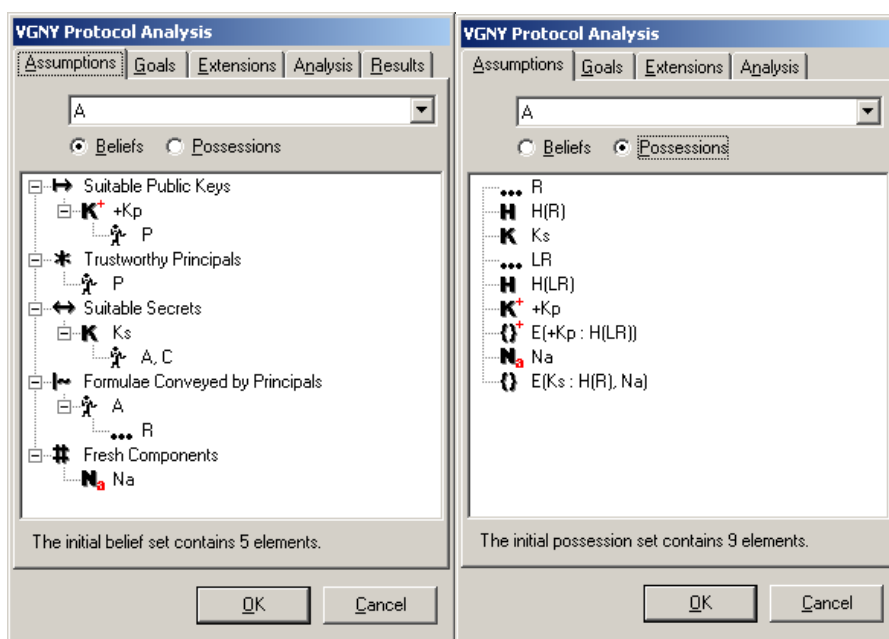 VGNY Protocol Analysis
Assumptions Goals Extensions Analysis Results
A
Beliefs Possessions
Suitable Public Keys
K+ +Kp
P
* Trustworthy Principals
P
↔ Suitable Secrets
K Ks
A, C
Formulae Conveyed by Principals
A
... R
# Fresh Components
Na Na
The initial belief set contains 5 elements.
OK Cancel
VGNY Protocol Analysis
Assumptions Goals Extensions Analysis
A
Beliefs Possessions
... R
H H(R)
K Ks
... LR
H H(LR)
K+ +Kp
{}+ E(+Kp : H(LR))
Na Na
{} E(Ks : H(R), Na)
The initial possession set contains 9 elements.
OK Cancel